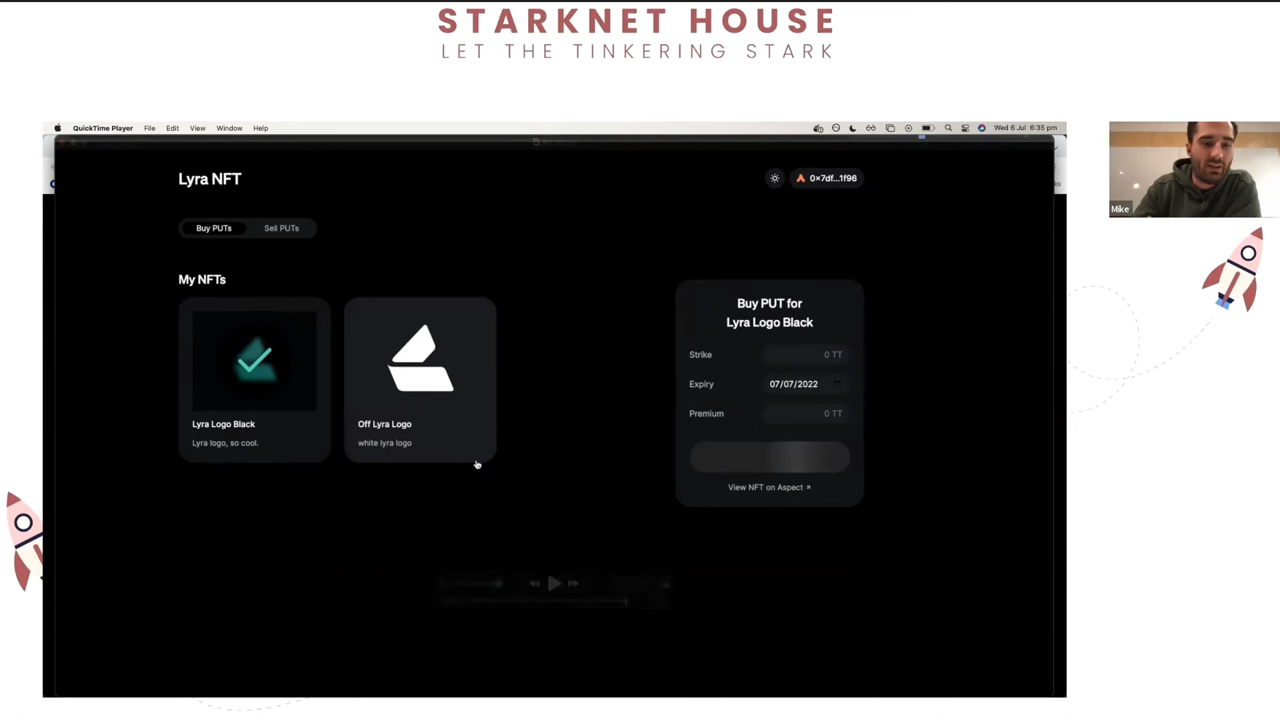 STARKNET HOUSE
LET THE TINKERING STARK
QuickTime Player File Edit View Window Help
Wed 6 Jul 6:35 pm
Lyra NFT
0×7df...1f96
Buy PUTs Sell PUTs
My NFTs
Lyra Logo Black
Lyra logo, so cool.
Off Lyra Logo
white lyra logo
Buy PUT for
Lyra Logo Black
Strike 0 TT
Expiry 07/07/2022
Premium 0 TT
View NFT on Aspect ↗
Mike